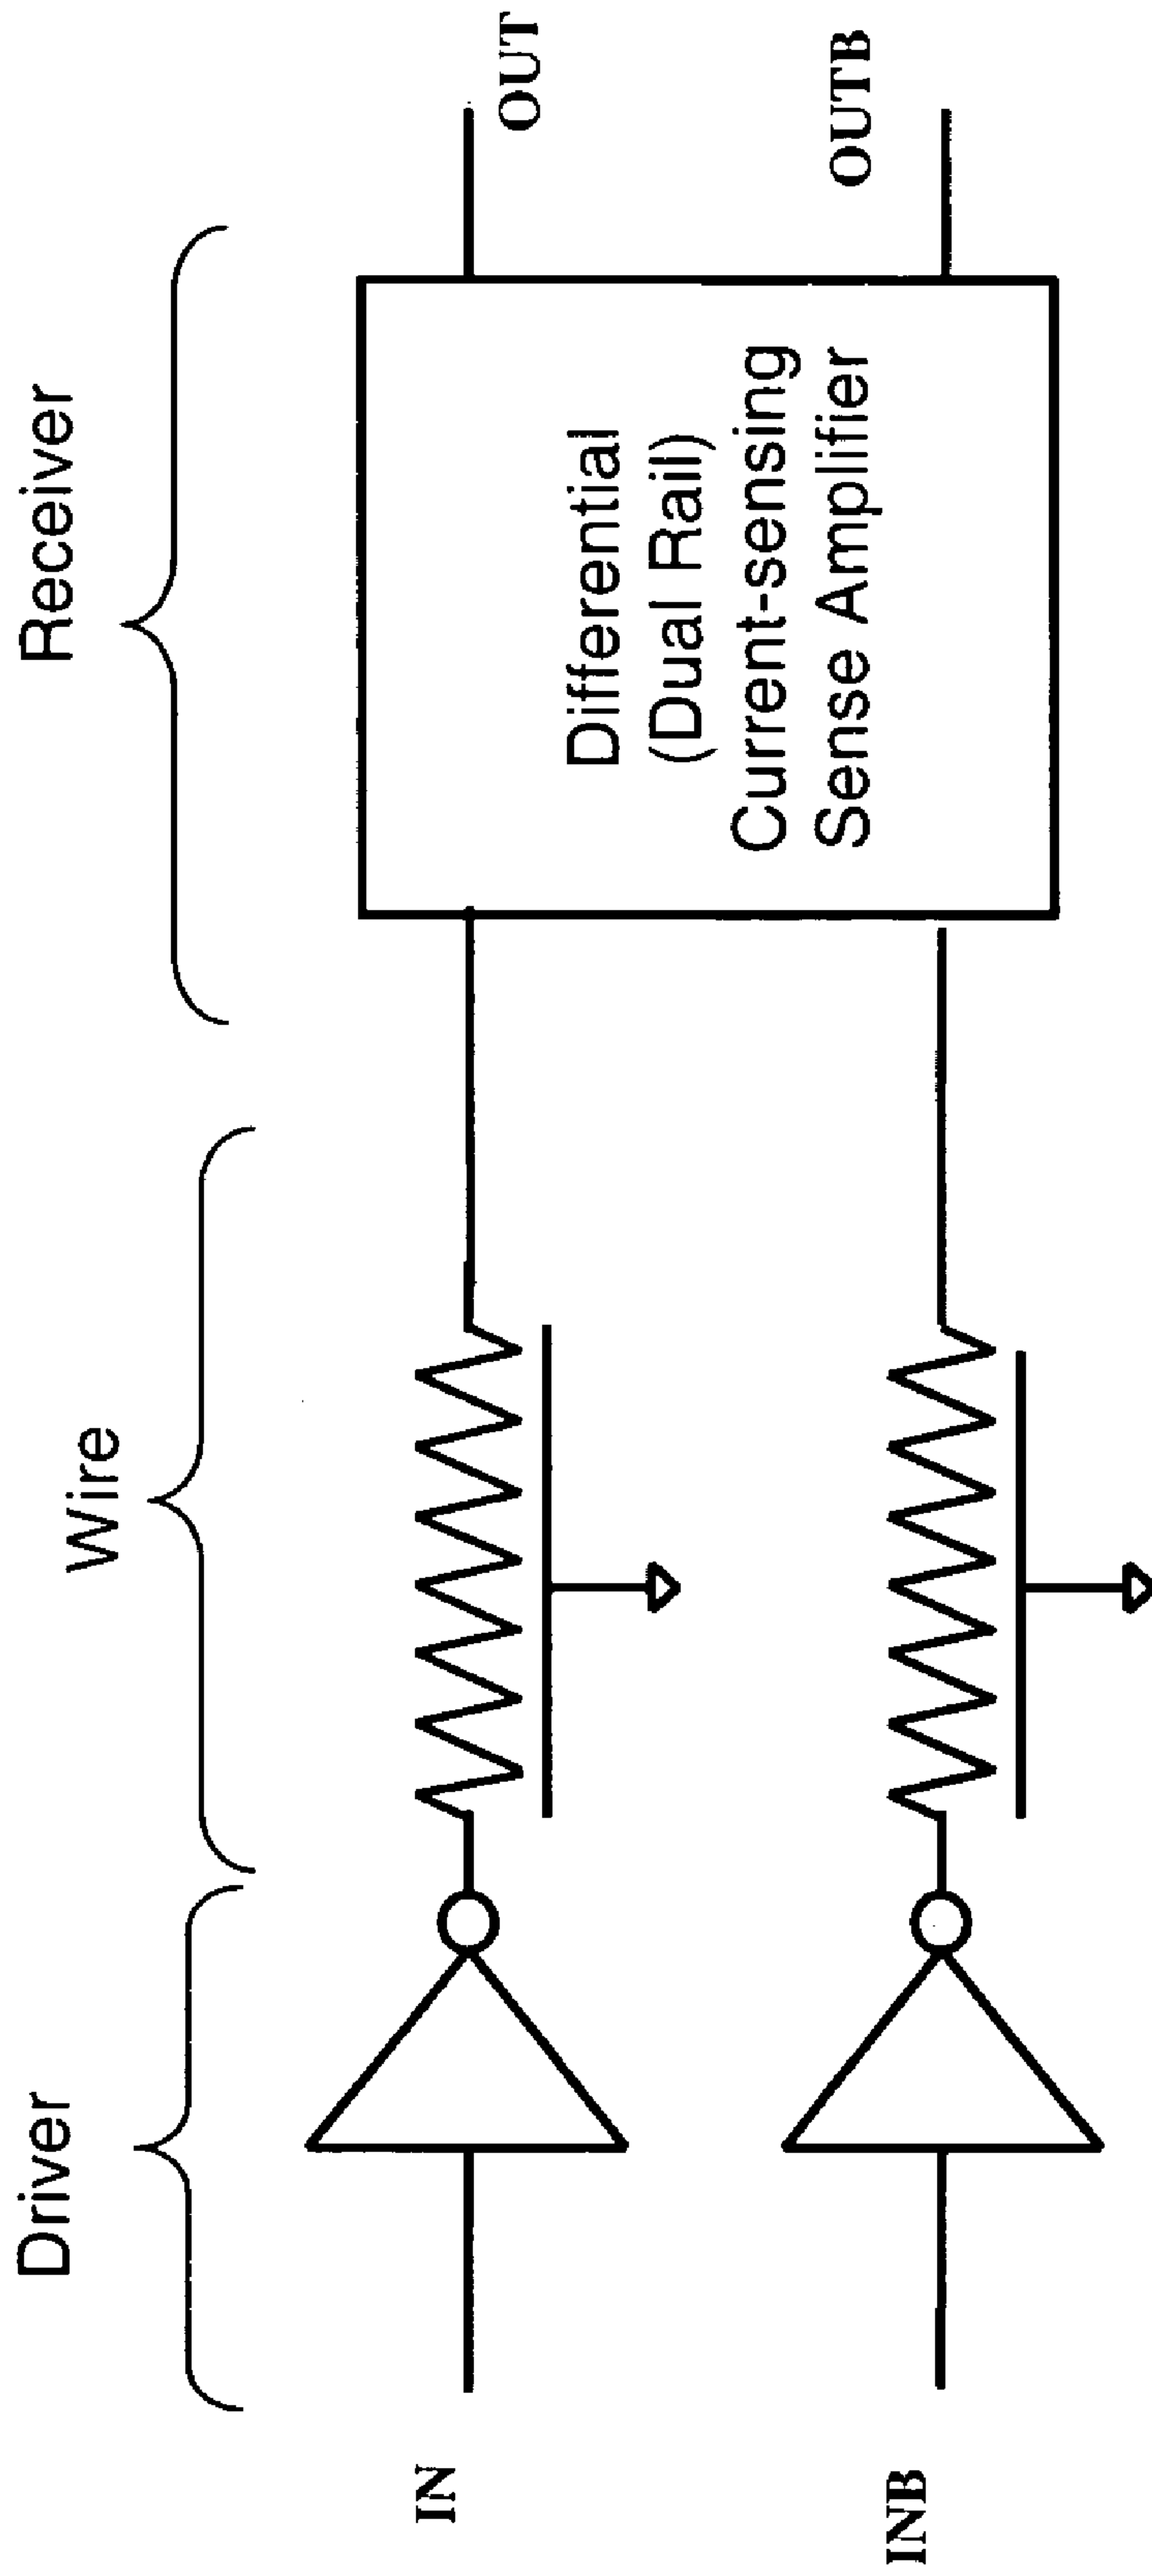 Driver
Wire
Receiver
IN
OUT
Differential
(Dual Rail)
Current-sensing
Sense Amplifier
INB
OUTB